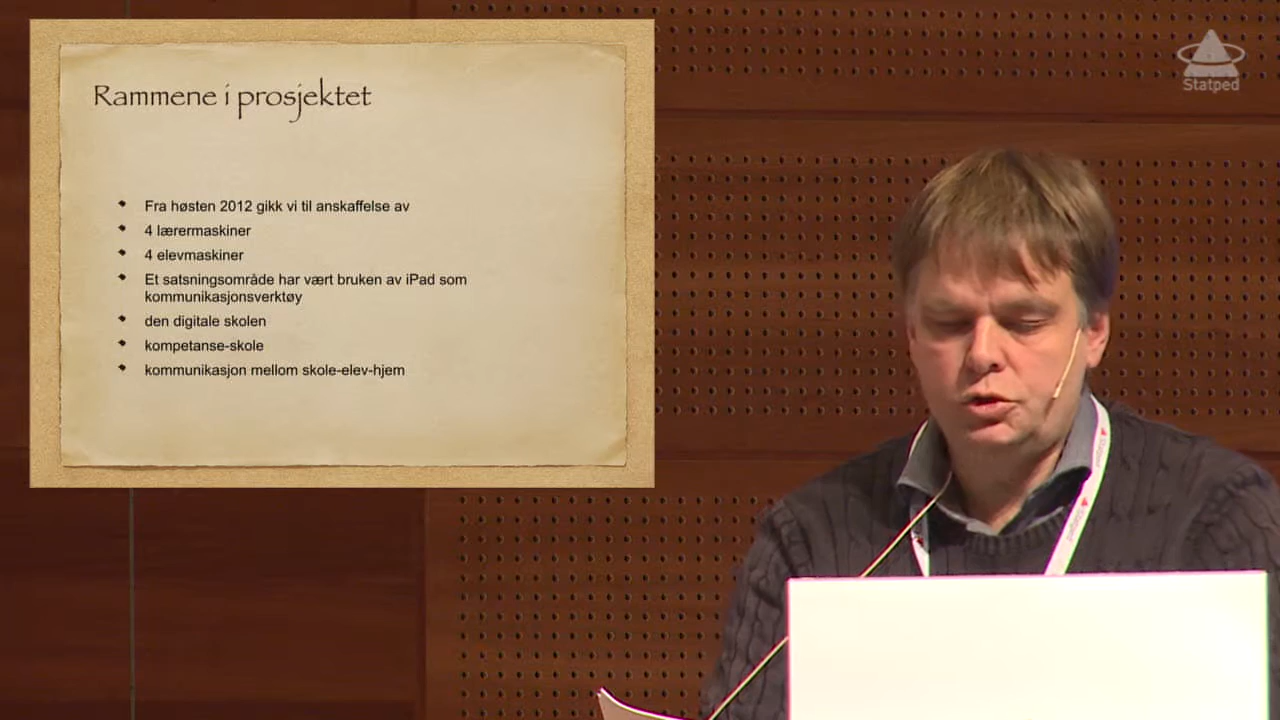 Rammene i prosjektet
Fra høsten 2012 gikk vi til anskaffelse av
4 lærermaskiner
4 elevmaskiner
Et satsningsområde har vært bruken av iPad som
kommunikasjonsverktøy
den digitale skolen
kompetanse-skole
kommunikasjon mellom skole-elev-hjem
Statped
Statped